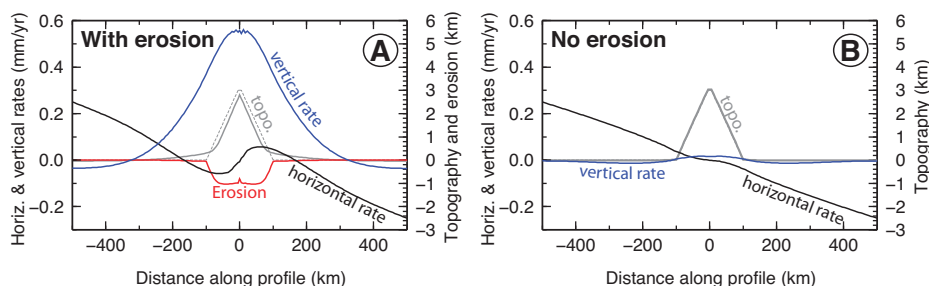 With erosion
A
Horiz. & vertical rates (mm/yr)
0.6
0.4
0.2
0.0
−0.2
vertical rate
topo.
Erosion
horizontal rate
6
5
4
3
2
1
0
−1
−2
−3
Topography and erosion (km)
−400 −200 0 200 400
Distance along profile (km)
No erosion
B
Horiz. & vertical rates (mm/yr)
0.6
0.4
0.2
0.0
−0.2
topo.
vertical rate
horizontal rate
6
5
4
3
2
1
0
−1
−2
−3
Topography (km)
−400 −200 0 200 400
Distance along profile (km)